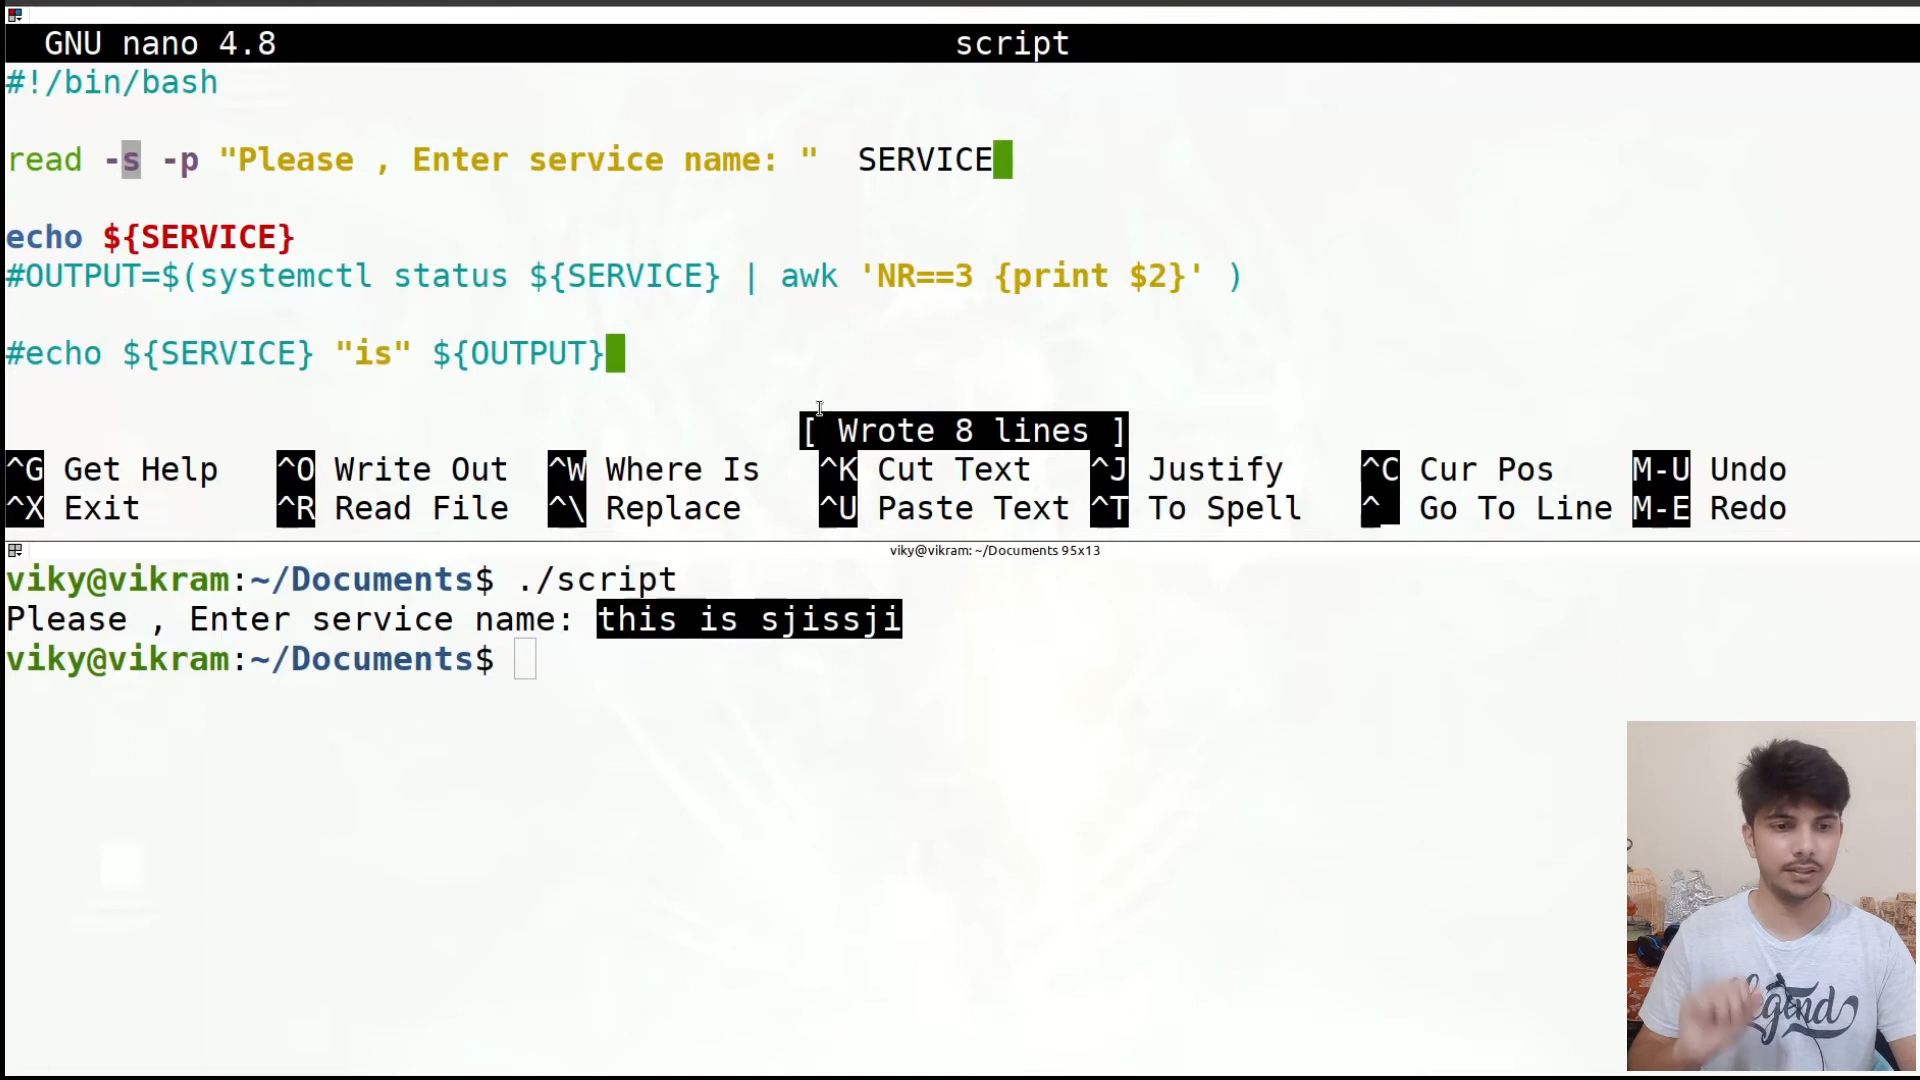 GNU nano 4.8 script
#!/bin/bash
read -s -p "Please , Enter service name: "  SERVICE
echo ${SERVICE}
#OUTPUT=$(systemctl status ${SERVICE} | awk 'NR==3 {print $2}' )
#echo ${SERVICE} "is" ${OUTPUT}
[ Wrote 8 lines ]
^G Get Help ^O Write Out ^W Where Is ^K Cut Text ^J Justify ^C Cur Pos M-U Undo
^X Exit ^R Read File ^\ Replace ^U Paste Text ^T To Spell ^_ Go To Line M-E Redo
viky@vikram: ~/Documents 95x13
viky@vikram:~/Documents$ ./script
Please , Enter service name: this is sjissji
viky@vikram:~/Documents$
legend